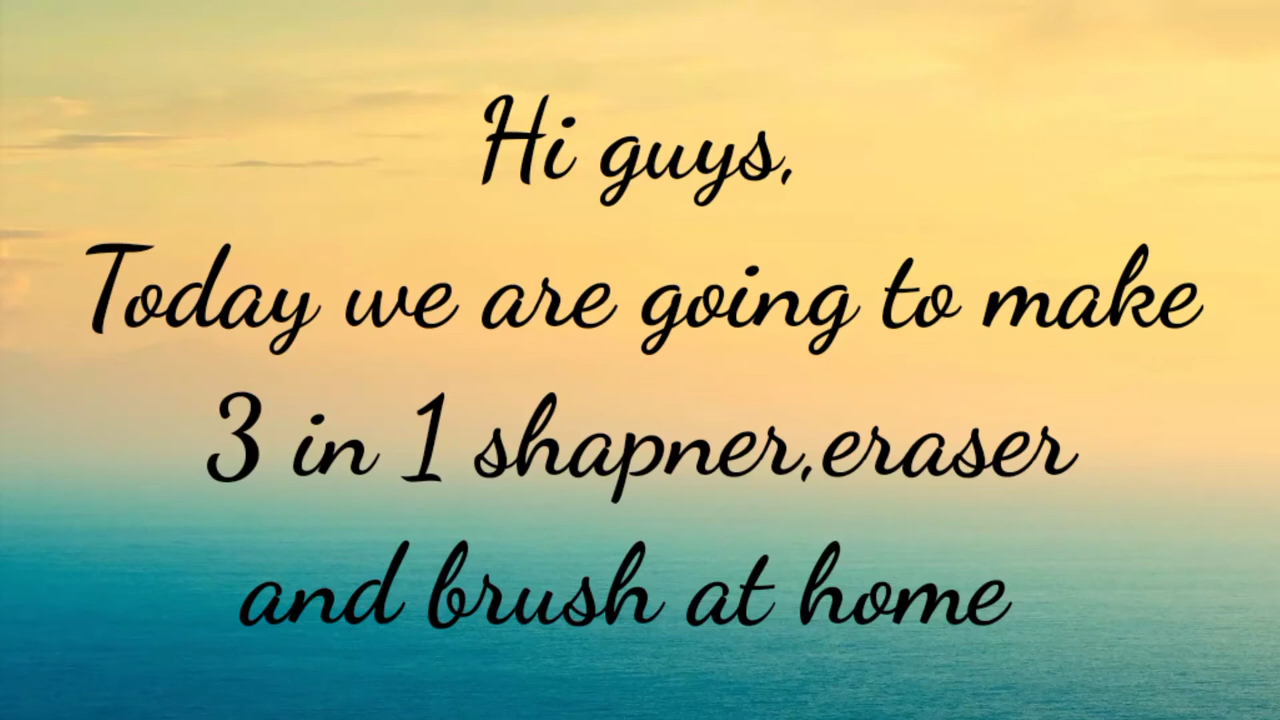 Hi guys,
Today we are going to make
3 in 1 shapner,eraser
and brush at home